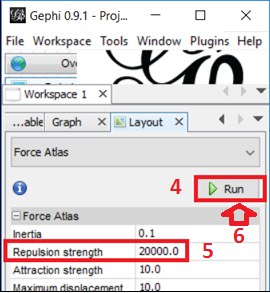 Gephi 0.9.1 - Proj...
File Workspace Tools Window Plugins Help
Ov
Workspace 1
...able Graph Layout
Force Atlas
4 Run
6
Force Atlas
Inertia 0.1
Repulsion strength 20000.0 5
Attraction strength 10.0
Maximum displacement 10.0